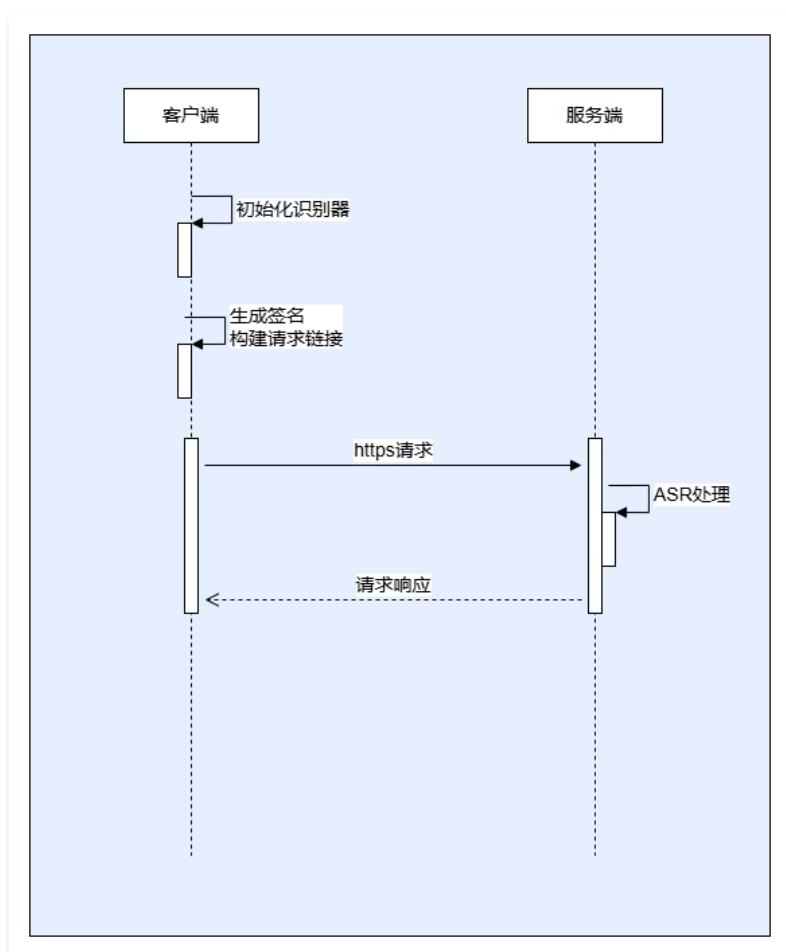 客户端
服务端
初始化识别器
生成签名
构建请求链接
https请求
ASR处理
请求响应